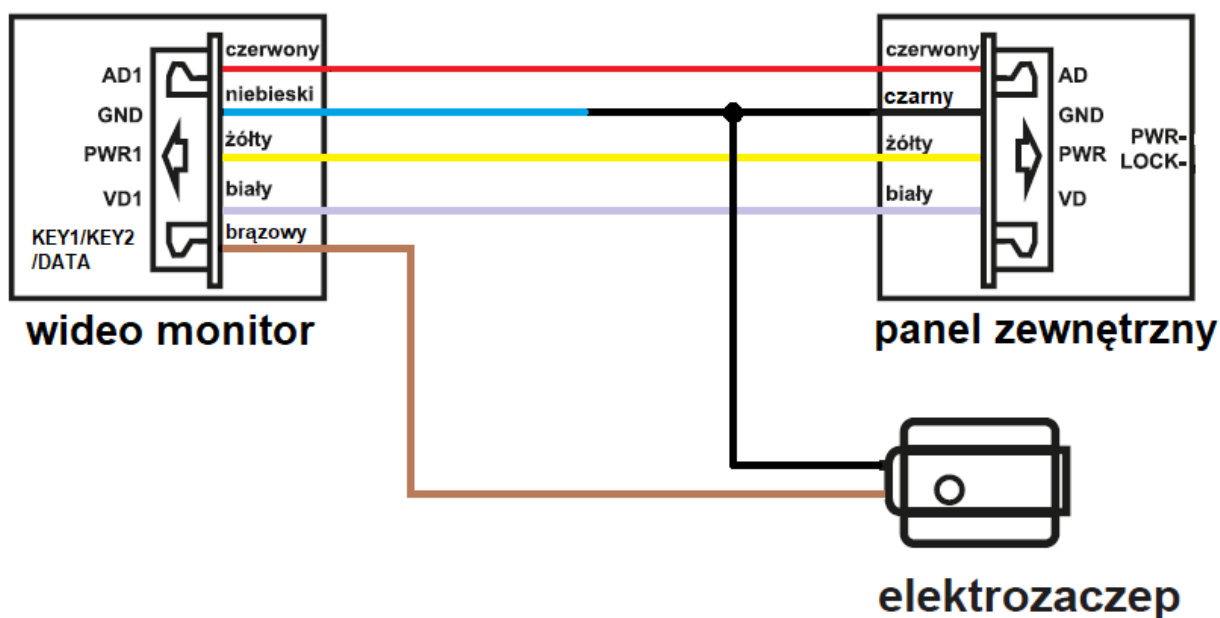 czerwony
AD1
niebieski
GND
żółty
PWR1
biały
VD1
brązowy
KEY1/KEY2
/DATA
wideo monitor
czerwony
AD
czarny
GND
żółty
PWR
PWR-
LOCK-
biały
VD
panel zewnętrzny
elektrozaczep